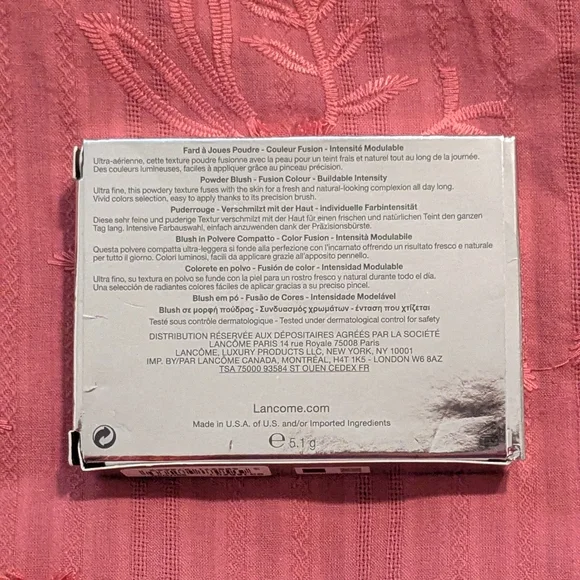 Fard à Joues Poudre - Couleur Fusion - Intensité Modulable
Ultra-aérienne, cette texture poudre fusionne avec la peau pour un teint frais et naturel tout au long de la journée.
Des couleurs lumineuses, faciles à appliquer grâce au pinceau précision.
Powder Blush - Fusion Colour - Buildable Intensity
Ultra fine, this powdery texture fuses with the skin for a fresh and natural-looking complexion all day long.
Vivid colors selection, easy to apply thanks to its precision brush.
Puderrouge - Verschmilzt mit der Haut - individuelle Farbintensität
Diese sehr feine und puderige Textur verschmilzt mit der Haut für einen frischen und natürlichen Teint den ganzen
Tag lang. Intensive Farbauswahl, einfach anzuwenden dank der Präzisionsbürste.
Blush in Polvere Compatto - Color Fusion - Intensità Modulabile
Questa polvere compatta ultra-leggera si fonde alla perfezione con l'incarnato offrendo un risultato fresco e naturale
per tutto il giorno. Colori luminosi, facili da applicare grazie all'apposito pennello.
Colorete en polvo - Fusión de color - Intensidad Modulable
Ultra fino, su textura en polvo se funde con la piel para un rostro fresco y natural durante todo el día.
Una selección de radiantes colores fáciles de aplicar gracias a su preciso pincel.
Blush em pó - Fusão de Cores - Intensidade Modelável
Blush σε μορφή πούδρας - Συνδυασμός χρωμάτων - ένταση που χτίζεται
Testé sous contrôle dermatologique - Tested under dermatological control for safety
DISTRIBUTION RÉSERVÉE AUX DÉPOSITAIRES AGRÉÉS PAR LA SOCIÉTÉ
LANCÔME PARIS 14 rue Royale 75008 Paris
LANCÔME, LUXURY PRODUCTS LLC, NEW YORK, NY 10001
IMP. BY/PAR LANCÔME CANADA, MONTRÉAL, H4T 1K5 - LONDON W6 8AZ
TSA 75000 93584 ST OUEN CEDEX FR
Lancome.com
Made in U.S.A. of U.S. and/or Imported Ingredients
℮ 5.1 g